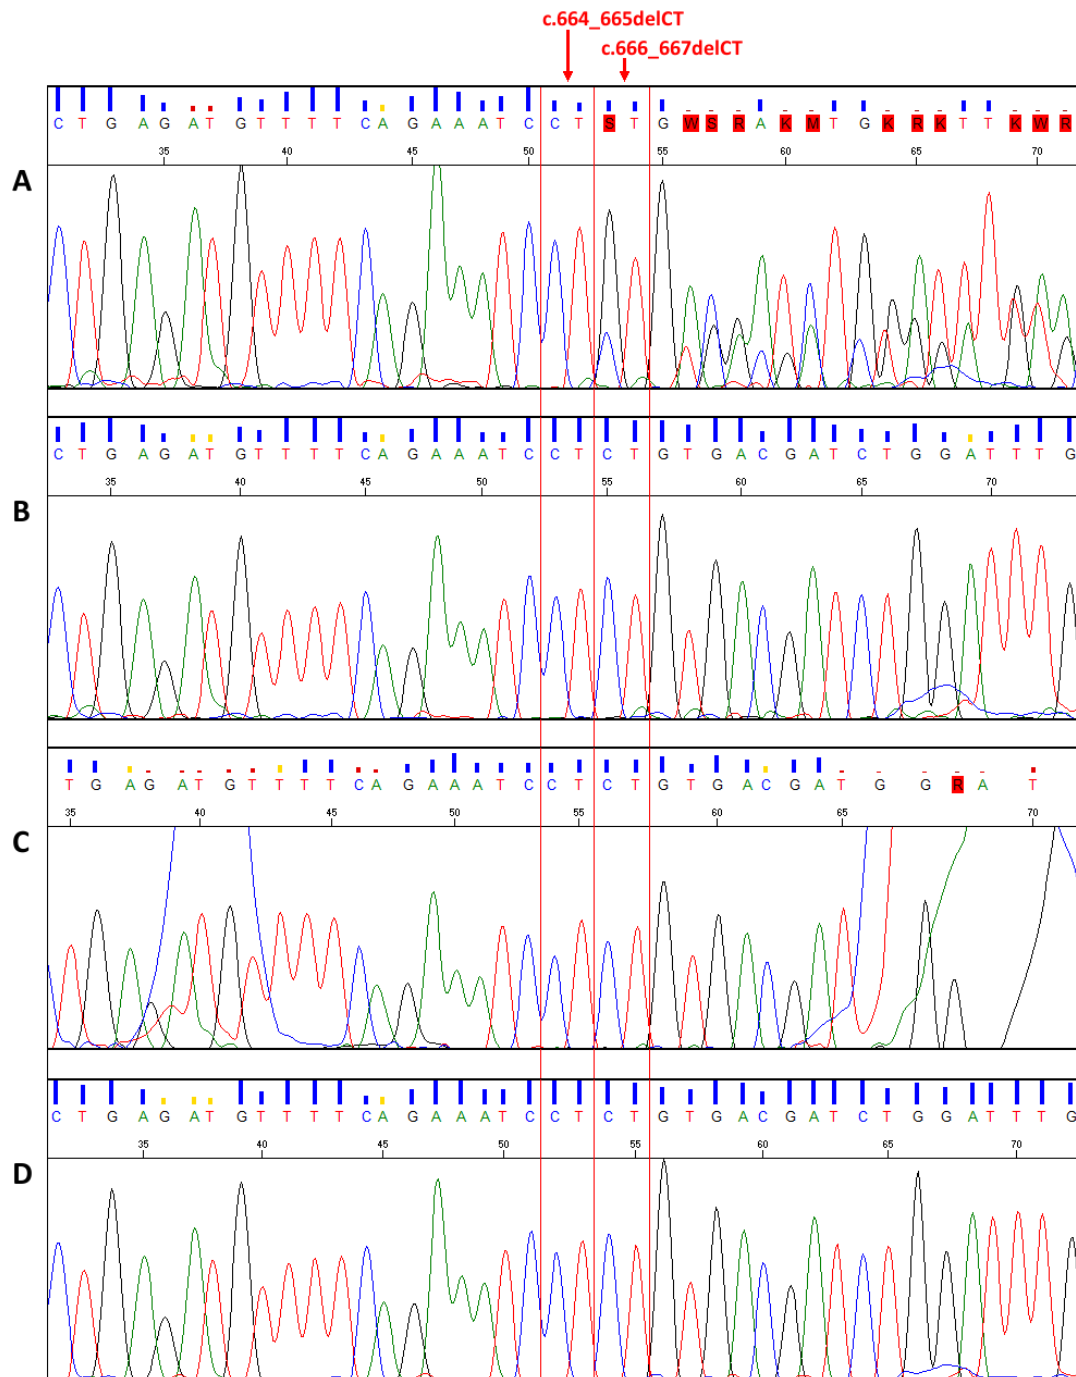 c.664_665delCT
c.666_667delCT
C T G A G A T G T T T T C A G A A A T C C T S T G W S R A K M T G K R K T T K W R
35 40 45 50 55 60 65 70
A
C T G A G A T G T T T T C A G A A A T C C T C T G T G A C G A T C T G G A T T T G
35 40 45 50 55 60 65 70
B
T G A G A T G T T T T C A G A A A T C C T C T G T G A C G A T G G R A T
35 40 45 50 55 60 65 70
C
C T G A G A T G T T T T C A G A A A T C C T C T G T G A C G A T C T G G A T T T G
35 40 45 50 55 60 65 70
D